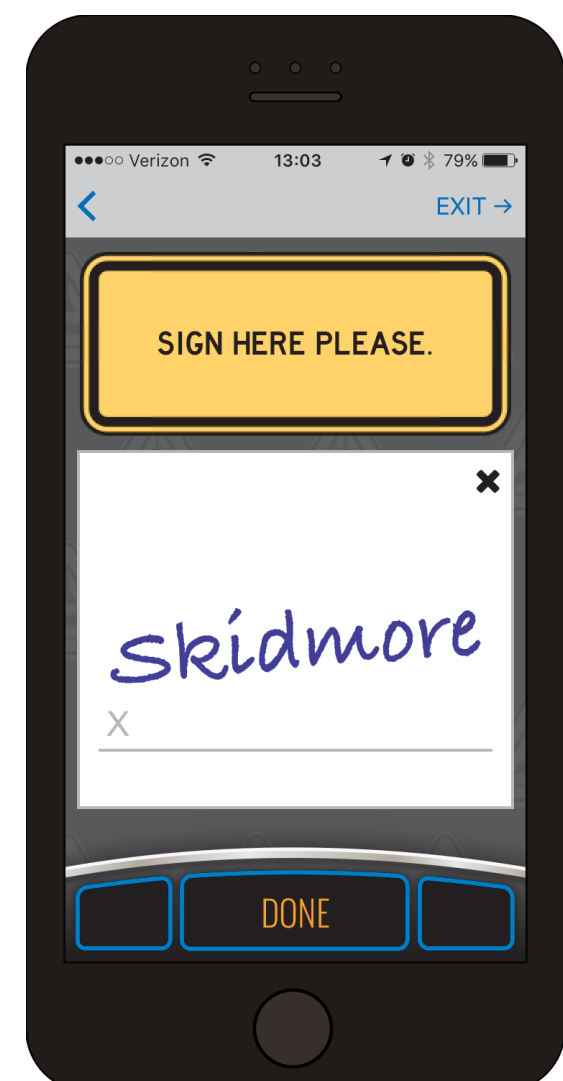 Verizon 13:03 79%
EXIT →
SIGN HERE PLEASE.
skidmore
X
DONE